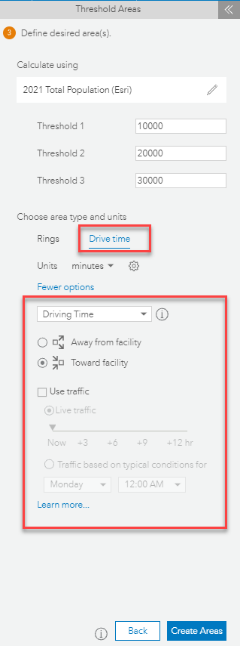 Threshold Areas «
3 Define desired area(s).
Calculate using
2021 Total Population (Esri)
Threshold 1 10000
Threshold 2 20000
Threshold 3 30000
Choose area type and units
Rings Drive time
Units minutes
Fewer options
Driving Time
Away from facility
Toward facility
Use traffic
Live traffic
Now +3 +6 +9 +12 hr
Traffic based on typical conditions for
Monday 12:00 AM
Learn more...
Back Create Areas